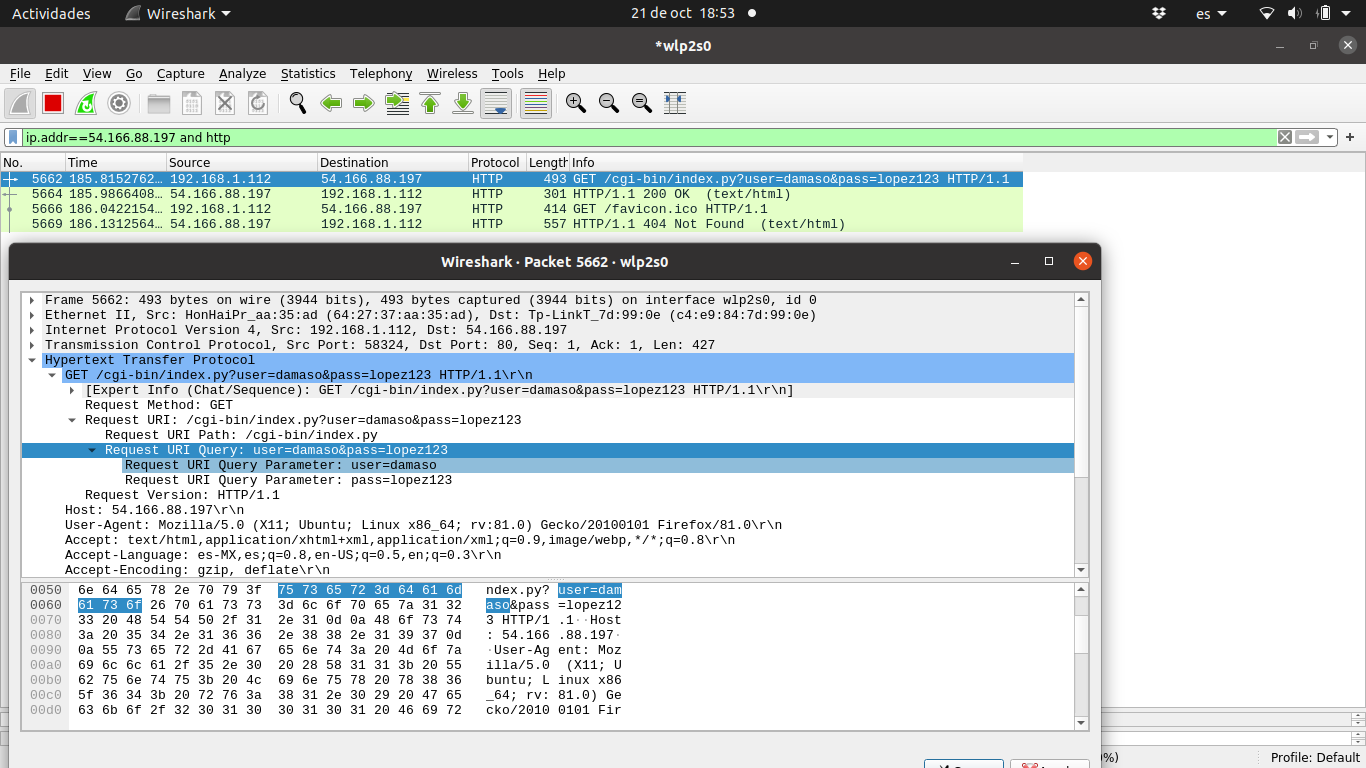 Actividades Wireshark 21 de oct 18:53 es
*wlp2s0
File Edit View Go Capture Analyze Statistics Telephony Wireless Tools Help
ip.addr==54.166.88.197 and http
No. Time Source Destination Protocol Length Info
5662 185.8152762… 192.168.1.112 54.166.88.197 HTTP 493 GET /cgi-bin/index.py?user=damaso&pass=lopez123 HTTP/1.1
5664 185.9866408… 54.166.88.197 192.168.1.112 HTTP 301 HTTP/1.1 200 OK (text/html)
5666 186.0422154… 192.168.1.112 54.166.88.197 HTTP 414 GET /favicon.ico HTTP/1.1
5669 186.1312564… 54.166.88.197 192.168.1.112 HTTP 557 HTTP/1.1 404 Not Found (text/html)
Wireshark · Packet 5662 · wlp2s0
Frame 5662: 493 bytes on wire (3944 bits), 493 bytes captured (3944 bits) on interface wlp2s0, id 0
Ethernet II, Src: HonHaiPr_aa:35:ad (64:27:37:aa:35:ad), Dst: Tp-LinkT_7d:99:0e (c4:e9:84:7d:99:0e)
Internet Protocol Version 4, Src: 192.168.1.112, Dst: 54.166.88.197
Transmission Control Protocol, Src Port: 58324, Dst Port: 80, Seq: 1, Ack: 1, Len: 427
Hypertext Transfer Protocol
GET /cgi-bin/index.py?user=damaso&pass=lopez123 HTTP/1.1\r\n
[Expert Info (Chat/Sequence): GET /cgi-bin/index.py?user=damaso&pass=lopez123 HTTP/1.1\r\n]
Request Method: GET
Request URI: /cgi-bin/index.py?user=damaso&pass=lopez123
Request URI Path: /cgi-bin/index.py
Request URI Query: user=damaso&pass=lopez123
Request URI Query Parameter: user=damaso
Request URI Query Parameter: pass=lopez123
Request Version: HTTP/1.1
Host: 54.166.88.197\r\n
User-Agent: Mozilla/5.0 (X11; Ubuntu; Linux x86_64; rv:81.0) Gecko/20100101 Firefox/81.0\r\n
Accept: text/html,application/xhtml+xml,application/xml;q=0.9,image/webp,*/*;q=0.8\r\n
Accept-Language: es-MX,es;q=0.8,en-US;q=0.5,en;q=0.3\r\n
Accept-Encoding: gzip, deflate\r\n
0050 6e 64 65 78 2e 70 79 3f 75 73 65 72 3d 64 61 6d ndex.py? user=dam
0060 61 73 6f 26 70 61 73 73 3d 6c 6f 70 65 7a 31 32 aso&pass =lopez12
0070 33 20 48 54 54 50 2f 31 2e 31 0d 0a 48 6f 73 74 3 HTTP/1 .1··Host
0080 3a 20 35 34 2e 31 36 36 2e 38 38 2e 31 39 37 0d : 54.166 .88.197·
0090 0a 55 73 65 72 2d 41 67 65 6e 74 3a 20 4d 6f 7a ·User-Ag ent: Moz
00a0 69 6c 6c 61 2f 35 2e 30 20 28 58 31 31 3b 20 55 illa/5.0 (X11; U
00b0 62 75 6e 74 75 3b 20 4c 69 6e 75 78 20 78 38 36 buntu; L inux x86
00c0 5f 36 34 3b 20 72 76 3a 38 31 2e 30 29 20 47 65 _64; rv: 81.0) Ge
00d0 63 6b 6f 2f 32 30 31 30 30 31 30 31 20 46 69 72 cko/2010 0101 Fir
0%) Profile: Default